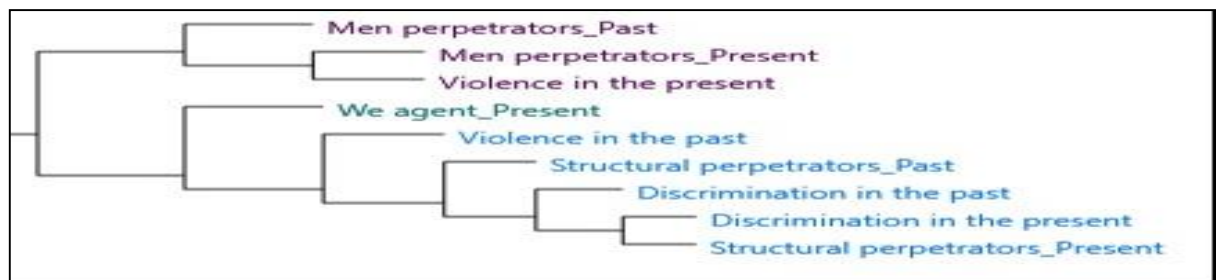 Men perpetrators_Past
Men perpetrators_Present
Violence in the present
We agent_Present
Violence in the past
Structural perpetrators_Past
Discrimination in the past
Discrimination in the present
Structural perpetrators_Present